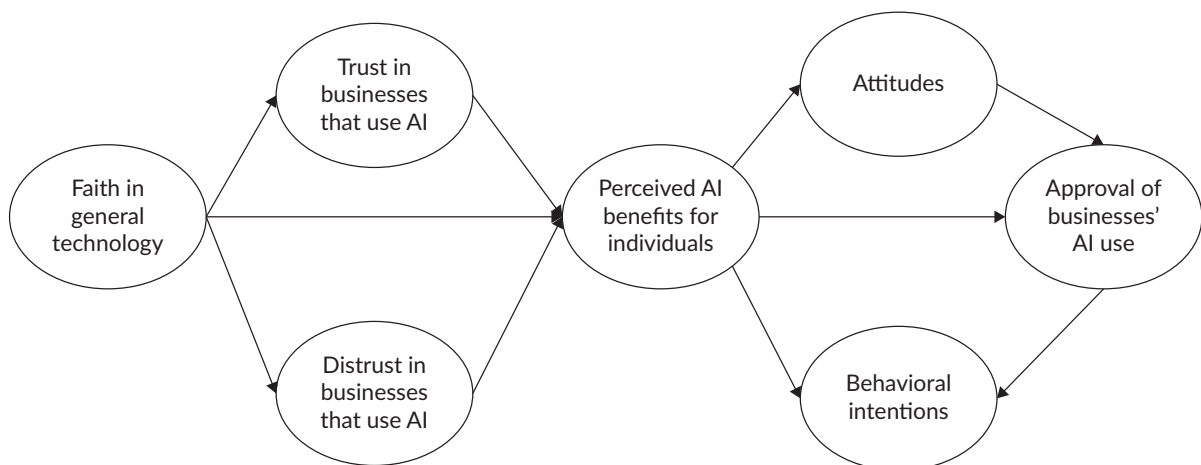 Trust in
businesses
that use AI
Attitudes
Faith in
general
technology
Perceived AI
benefits for
individuals
Approval of
businesses’
AI use
Distrust in
businesses
that use AI
Behavioral
intentions